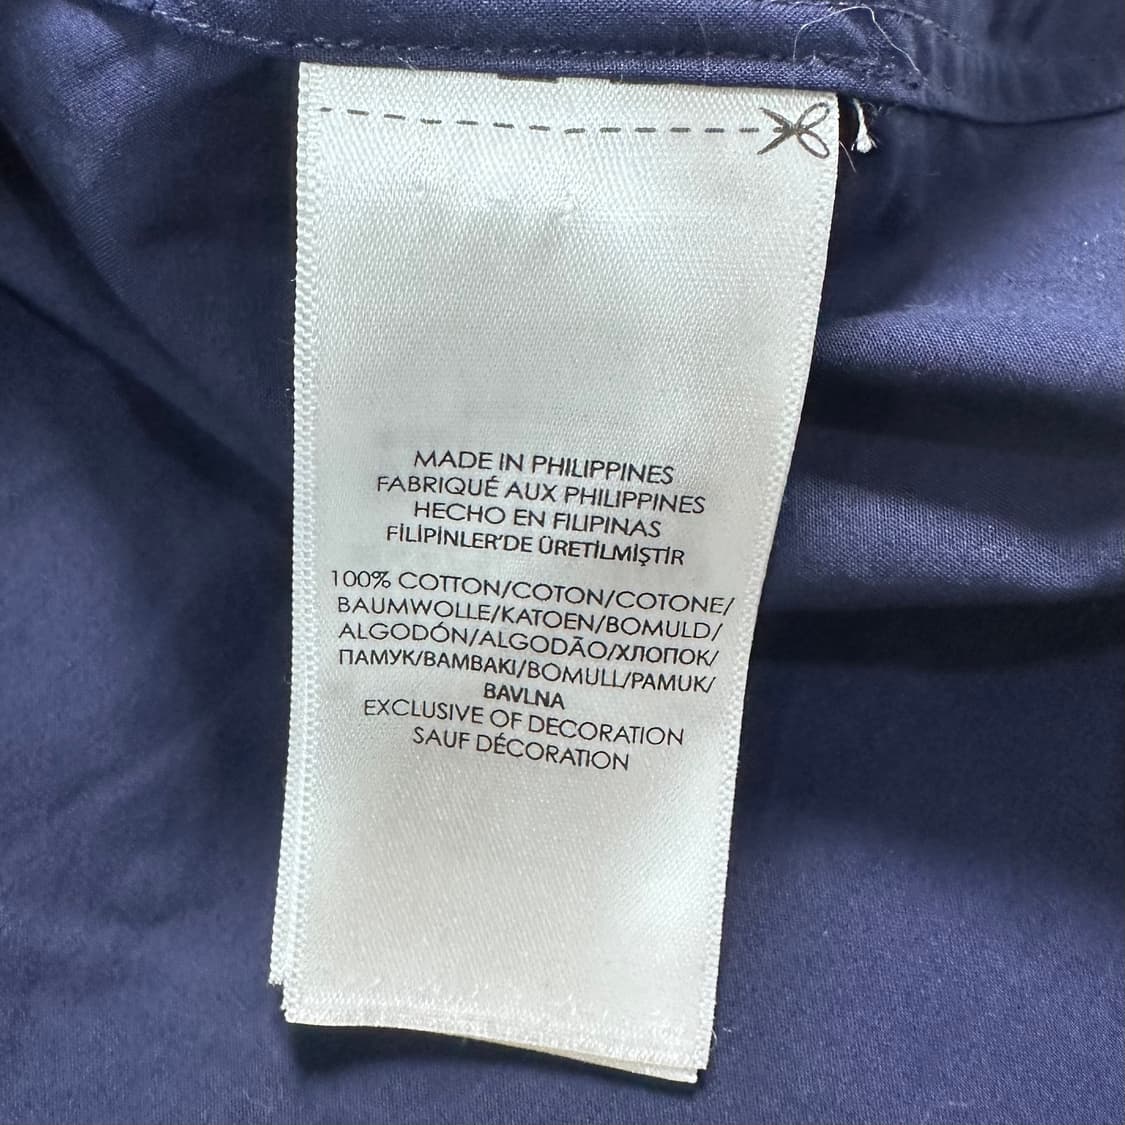 MADE IN PHILIPPINES
FABRIQUÉ AUX PHILIPPINES
HECHO EN FILIPINAS
FİLİPİNLER'DE ÜRETİLMİŞTİR
100% COTTON/COTON/COTONE/
BAUMWOLLE/KATOEN/BOMULD/
ALGODÓN/ALGODÃO/ХЛОПОК/
ПАМУК/BAMBAKI/BOMULL/PAMUK/
BAVLNA
EXCLUSIVE OF DECORATION
SAUF DÉCORATION